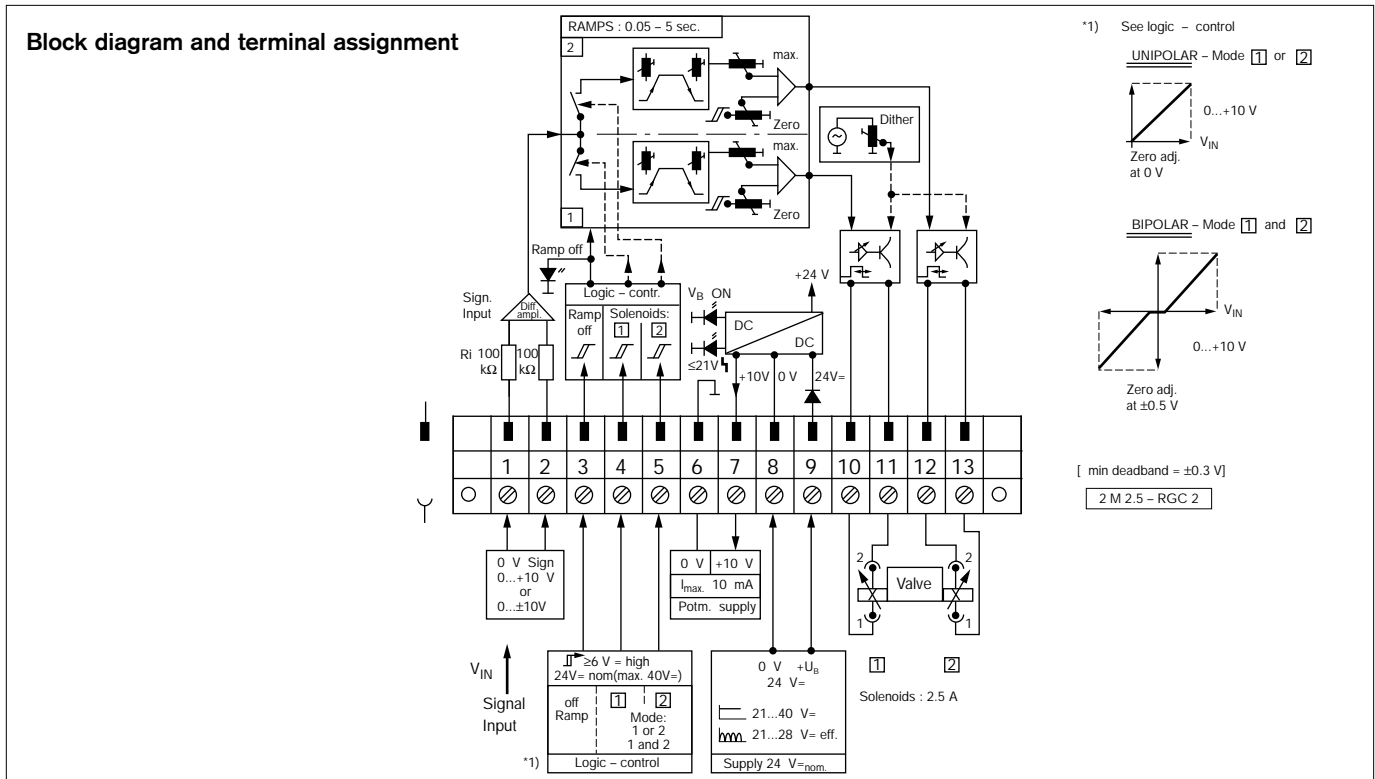 Block diagram and terminal assignment
RAMPS : 0.05 – 5 sec.
2
max.
Zero
Dither
max.
Zero
1
Ramp off
Sign.
Input
Diff.
ampl.
Ri 100
kΩ
100
kΩ
Logic – contr.
Ramp
off
Solenoids:
1 2
V_B ON
≤21V
DC
DC
+24 V
+10V 0 V 24V=
1 2 3 4 5 6 7 8 9 10 11 12 13
0 V Sign
0...+10 V
or
0...±10V
V_IN
Signal
Input
≥6 V = high
24V= nom(max. 40V=)
off
Ramp
1 2
Mode:
1 or 2
1 and 2
*1) Logic – control
0 V +10 V
I_max. 10 mA
Potm. supply
0 V +U_B
24 V=
21...40 V=
21...28 V= eff.
Supply 24 V=nom.
2 Valve 2
1 1
1 2
Solenoids : 2.5 A
*1) See logic – control
UNIPOLAR – Mode 1 or 2
0...+10 V
V_IN
Zero adj.
at 0 V
BIPOLAR – Mode 1 and 2
V_IN
0...+10 V
Zero adj.
at ±0.5 V
[ min deadband = ±0.3 V]
2 M 2.5 – RGC 2